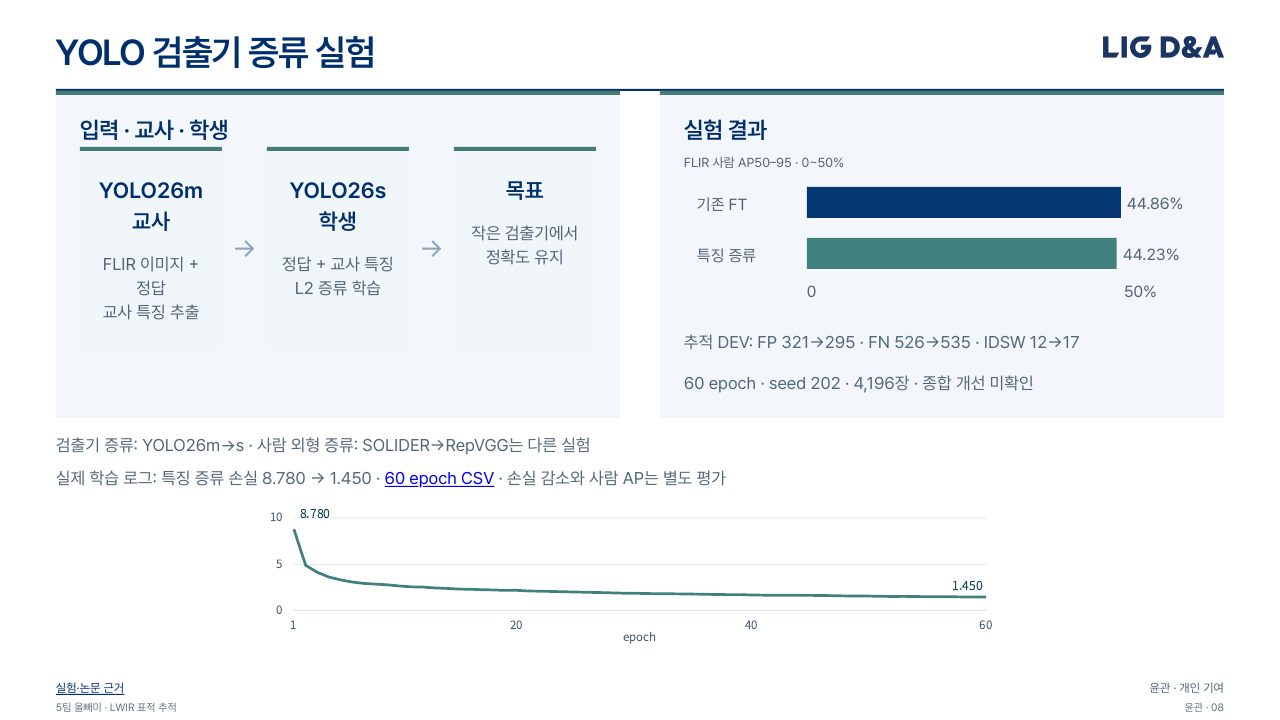 YOLO 검출기 증류 실험
LIG D&A
입력 · 교사 · 학생
YOLO26m
교사
FLIR 이미지 +
정답
교사 특징 추출
→
YOLO26s
학생
정답 + 교사 특징
L2 증류 학습
→
목표
작은 검출기에서
정확도 유지
실험 결과
FLIR 사람 AP50–95 · 0~50%
기존 FT
44.86%
특징 증류
44.23%
0
50%
추적 DEV: FP 321→295 · FN 526→535 · IDSW 12→17
60 epoch · seed 202 · 4,196장 · 종합 개선 미확인
검출기 증류: YOLO26m→s · 사람 외형 증류: SOLIDER→RepVGG는 다른 실험
실제 학습 로그: 특징 증류 손실 8.780 → 1.450 · 60 epoch CSV · 손실 감소와 사람 AP는 별도 평가
10
8.780
5
1.450
0
1
20
40
60
epoch
실험·논문 근거
윤관 · 개인 기여
5팀 올빼미 · LWIR 표적 추적
윤관 · 08